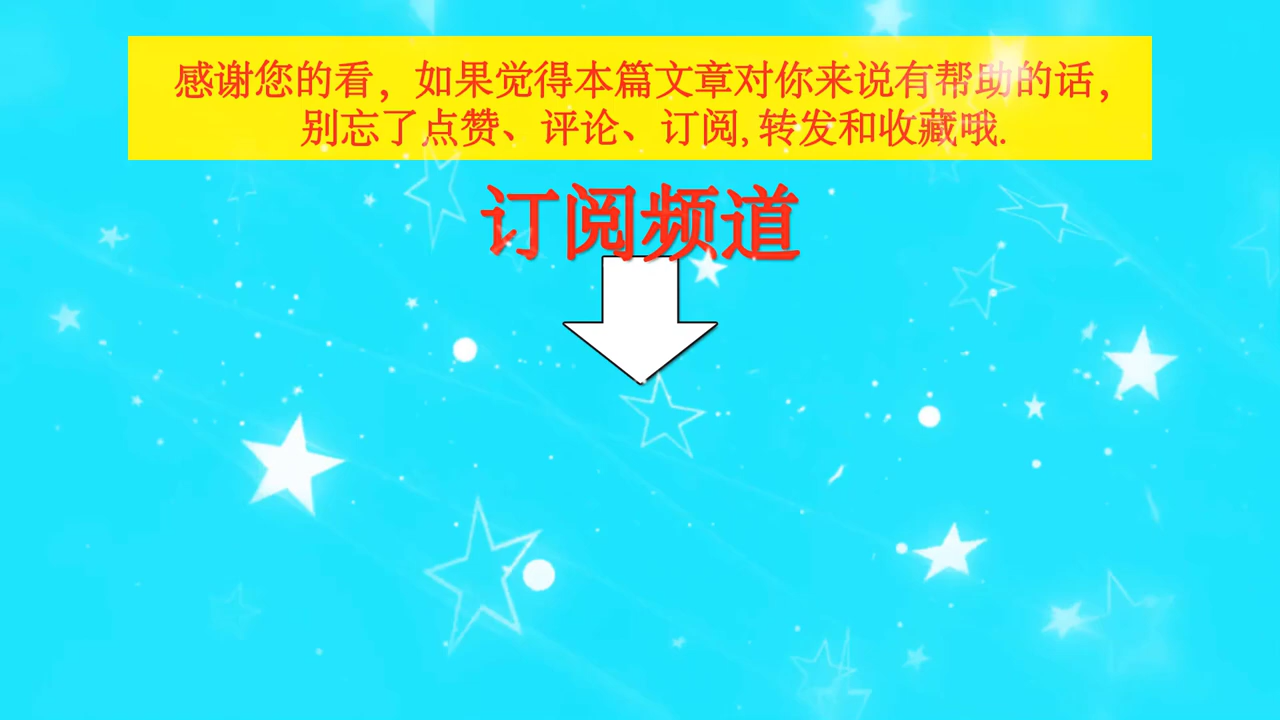 感谢您的看，如果觉得本篇文章对你来说有帮助的话，
别忘了点赞、评论、订阅,转发和收藏哦.
订阅频道